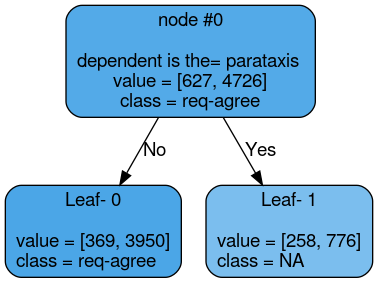 node #0
dependent is the= parataxis
value = [627, 4726]
class = req-agree
No
Yes
Leaf- 0
value = [369, 3950]
class = req-agree
Leaf- 1
value = [258, 776]
class = NA